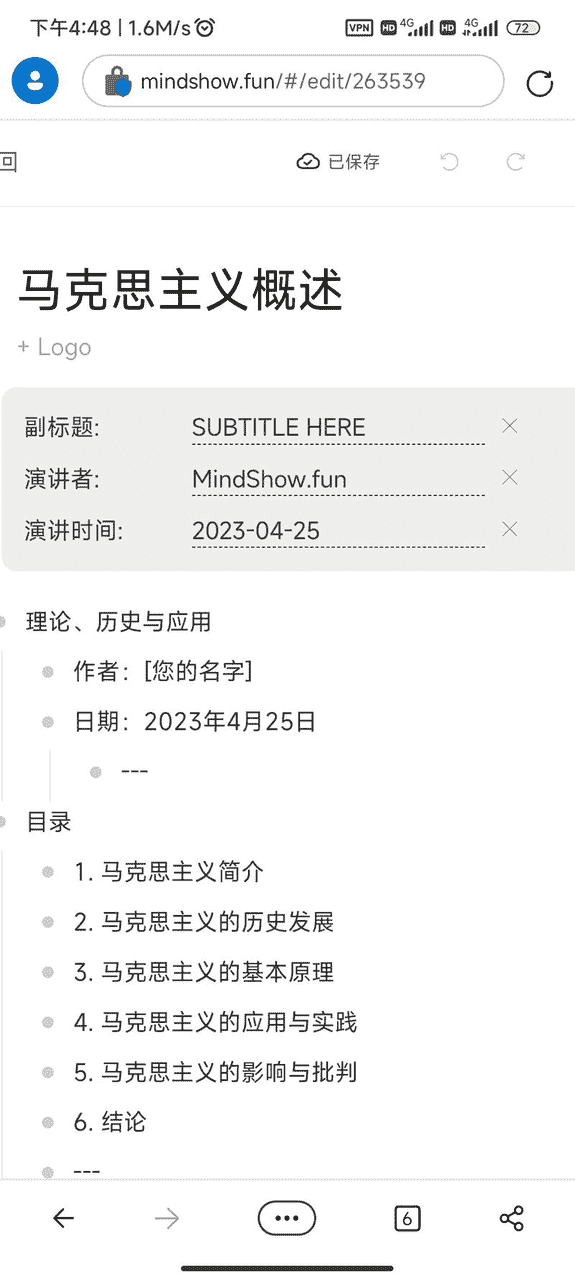 下午4:48 | 1.6M/s
VPN HD 4G HD 4G 72
mindshow.fun/#/edit/263539
回 已保存
马克思主义概述
+ Logo
副标题: SUBTITLE HERE
演讲者: MindShow.fun
演讲时间: 2023-04-25
理论、历史与应用
作者：[您的名字]
日期：2023年4月25日
---
目录
1. 马克思主义简介
2. 马克思主义的历史发展
3. 马克思主义的基本原理
4. 马克思主义的应用与实践
5. 马克思主义的影响与批判
6. 结论
---
6